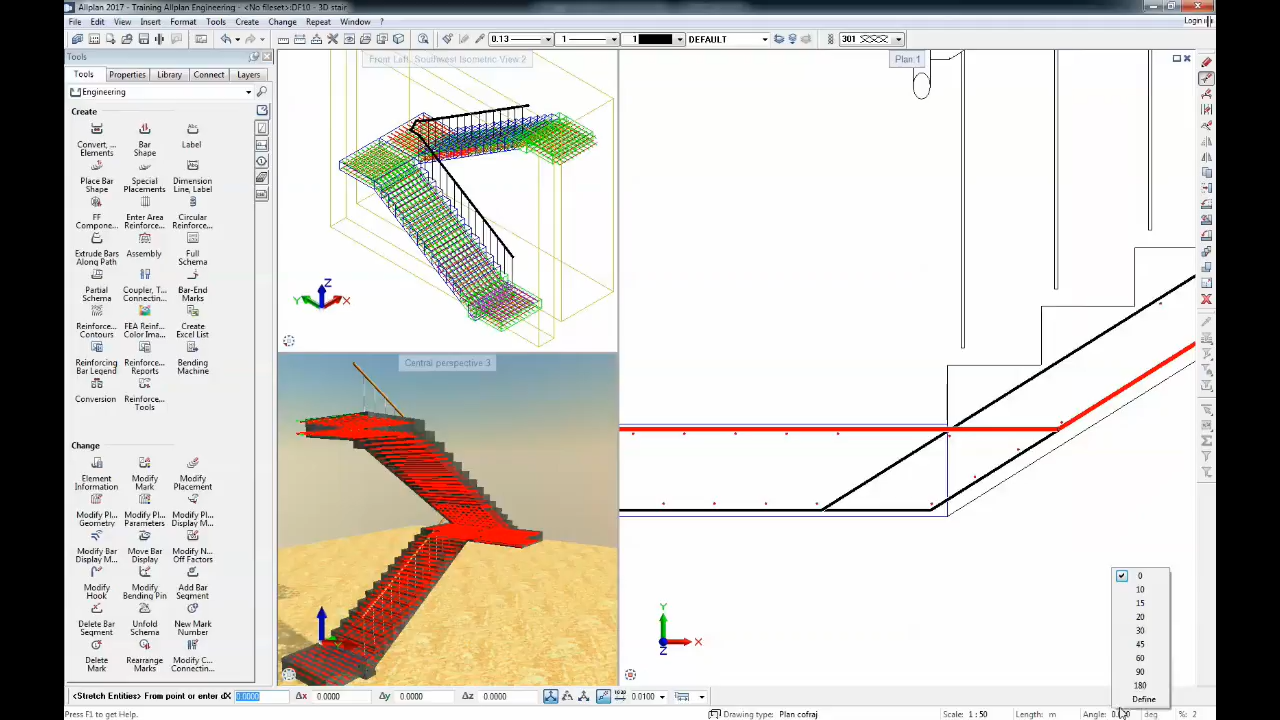 Allplan 2017 - Training Allplan Engineering - <No fileset>:DF10 - 3D stair
File Edit View Insert Format Tools Create Change Repeat Window ?
Login
0.13 1 1 DEFAULT 301
Tools
Tools Properties Library Connect Layers
Engineering
Create
Convert, ... Elements
Bar Shape
Label
Place Bar Shape
Special Placements
Dimension Line, Label
FF Compone...
Enter Area Reinforce...
Circular Reinforce...
Extrude Bars Along Path
Assembly
Full Schema
Partial Schema
Coupler, T... Connectin...
Bar-End Marks
Reinforce... Contours
FEA Reinf... Color Ima...
Create Excel List
Reinforcing Bar Legend
Reinforce... Reports
Bending Machine
Conversion
Reinforce... Tools
Change
Element Information
Modify Mark
Modify Placement
Modify Pl... Geometry
Modify Pl... Parameters
Modify Pl... Display M...
Modify Bar Display M...
Move Bar Display
Modify N... Off Factors
Modify Hook
Modify Bending Pin
Add Bar Segment
Delete Bar Segment
Unfold Schema
New Mark Number
Delete Mark
Rearrange Marks
Modify C... Connectin...
Front Left, Southwest Isometric View:2
Z
Y X
Central perspective:3
Plan:1
Y
X
Z
0
10
15
20
30
45
60
90
180
Define
<Stretch Entities> From point or enter dX 0.0000 Δx 0.0000 Δy 0.0000 Δz 0.0000 0.0100
Press F1 to get Help. Drawing type: Plan cofraj Scale: 1 : 50 Length: m Angle: deg %: 2